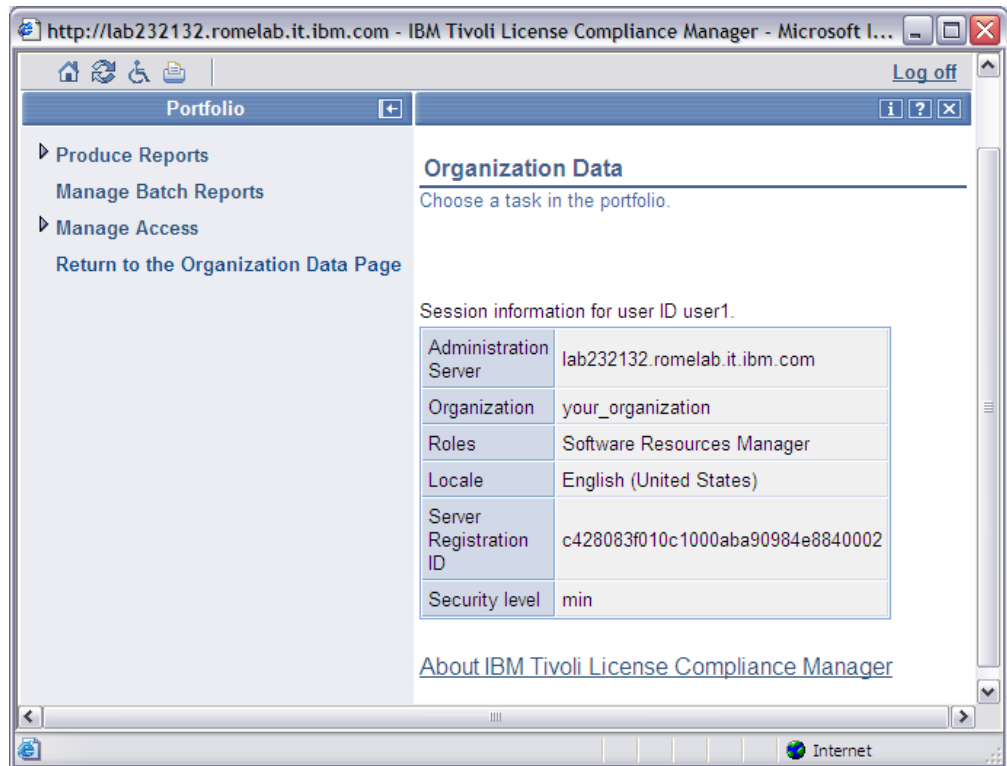 http://lab232132.romelab.it.ibm.com - IBM Tivoli License Compliance Manager - Microsoft I...
Log off
Portfolio
Produce Reports
Manage Batch Reports
Manage Access
Return to the Organization Data Page
Organization Data
Choose a task in the portfolio.
Session information for user ID user1.
Administration
Server
lab232132.romelab.it.ibm.com
Organization
your_organization
Roles
Software Resources Manager
Locale
English (United States)
Server
Registration
ID
c428083f010c1000aba90984e8840002
Security level
min
About IBM Tivoli License Compliance Manager
Internet